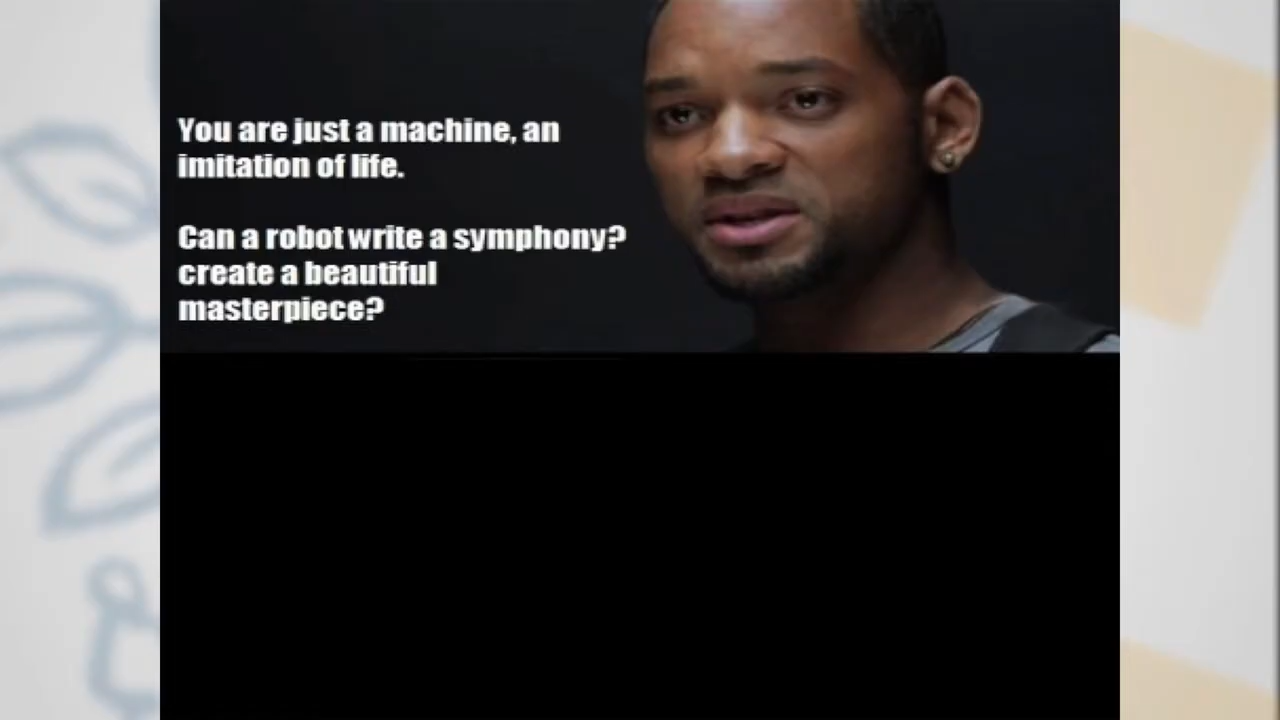 You are just a machine, an
imitation of life.
Can a robot write a symphony?
create a beautiful
masterpiece?